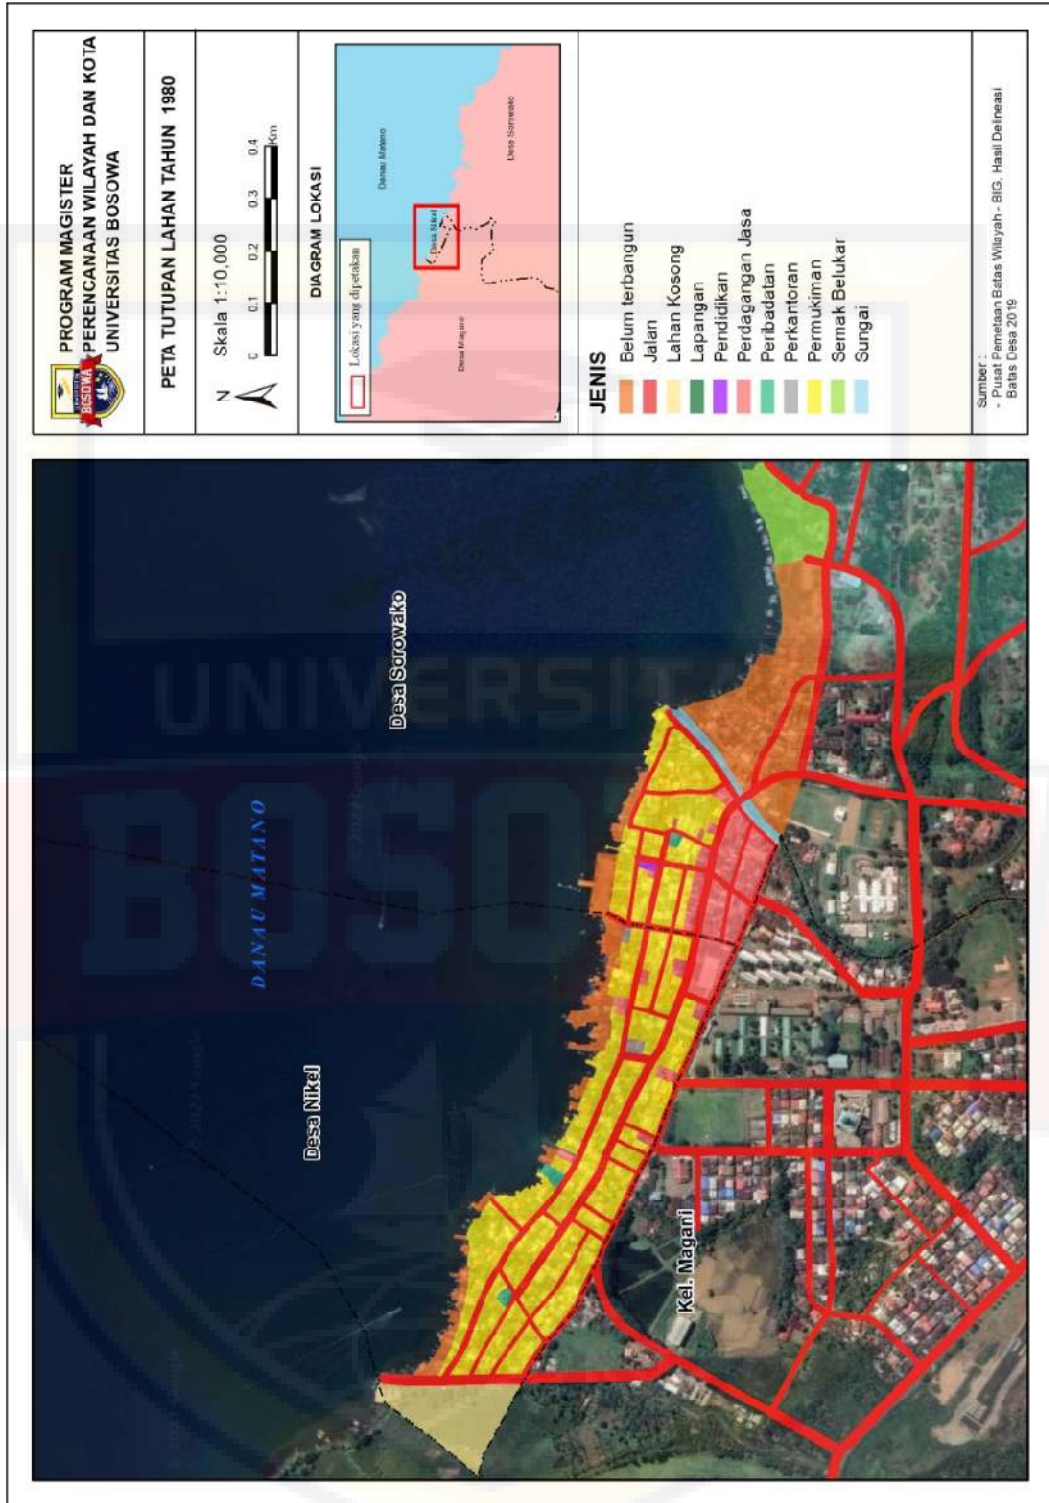 PROGRAM MAGISTER
PERENCANAAN WILAYAH DAN KOTA
UNIVERSITAS BOSOWA
BOSOWA
PETA TUTUPAN LAHAN TAHUN 1980
N
Skala 1:10,000
0 0.1 0.2 0.3 0.4
Km
DIAGRAM LOKASI
Lokasi yang dipetakan
Danau Matano
Desa Nikel
Desa Sorowako
Desa Magani
JENIS
Belum terbangun
Jalan
Lahan Kosong
Lapangan
Pendidikan
Perdagangan Jasa
Peribadatan
Perkantoran
Permukiman
Semak Belukar
Sungai
Sumber :
- Pusat Pemetaan Batas Wilayah - BIG, Hasil Delineasi
Batas Desa 2019
DANAU MATANO
Desa Sorowako
Desa Nikel
Kel. Magani
UNIVERSITAS